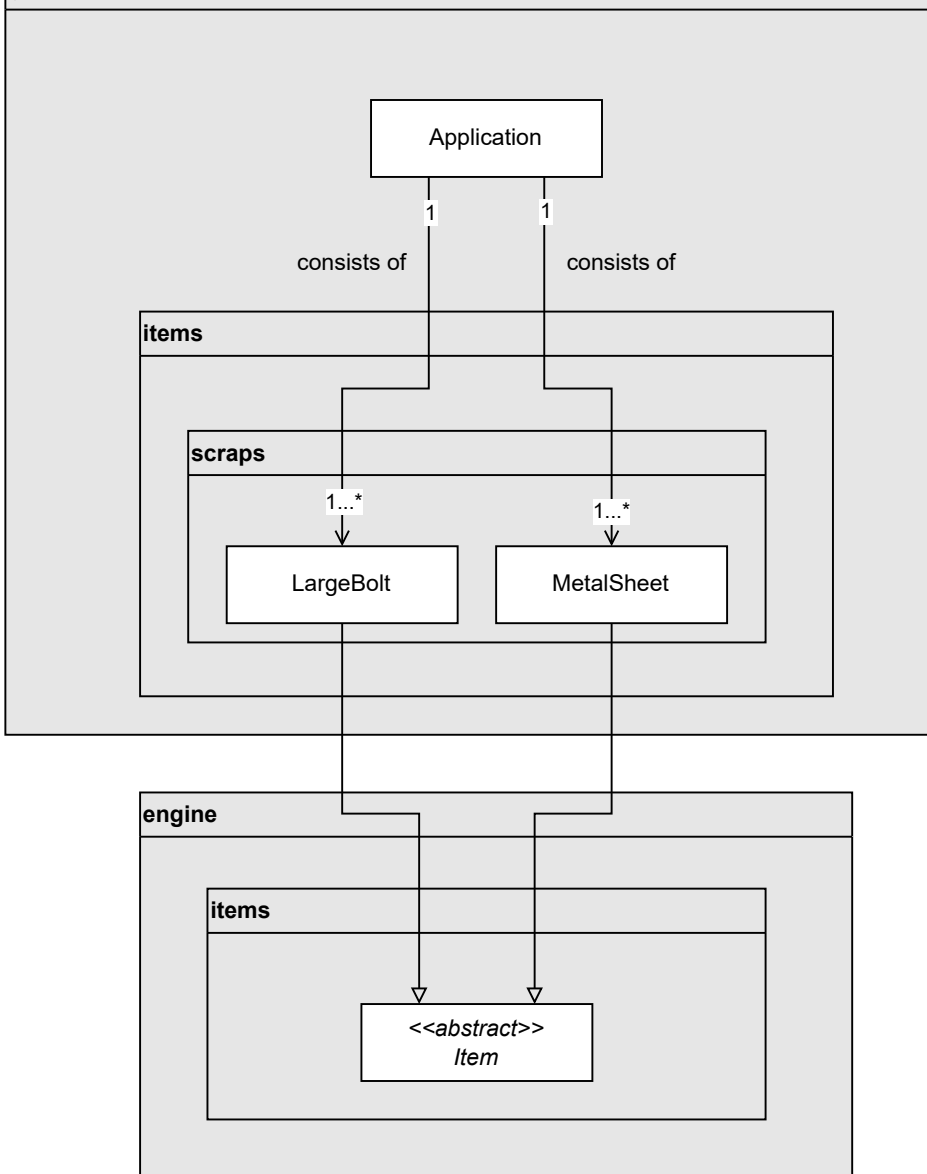 Application
1
1
consists of
consists of
items
scraps
1...*
1...*
LargeBolt
MetalSheet
engine
items
<<abstract>>
Item